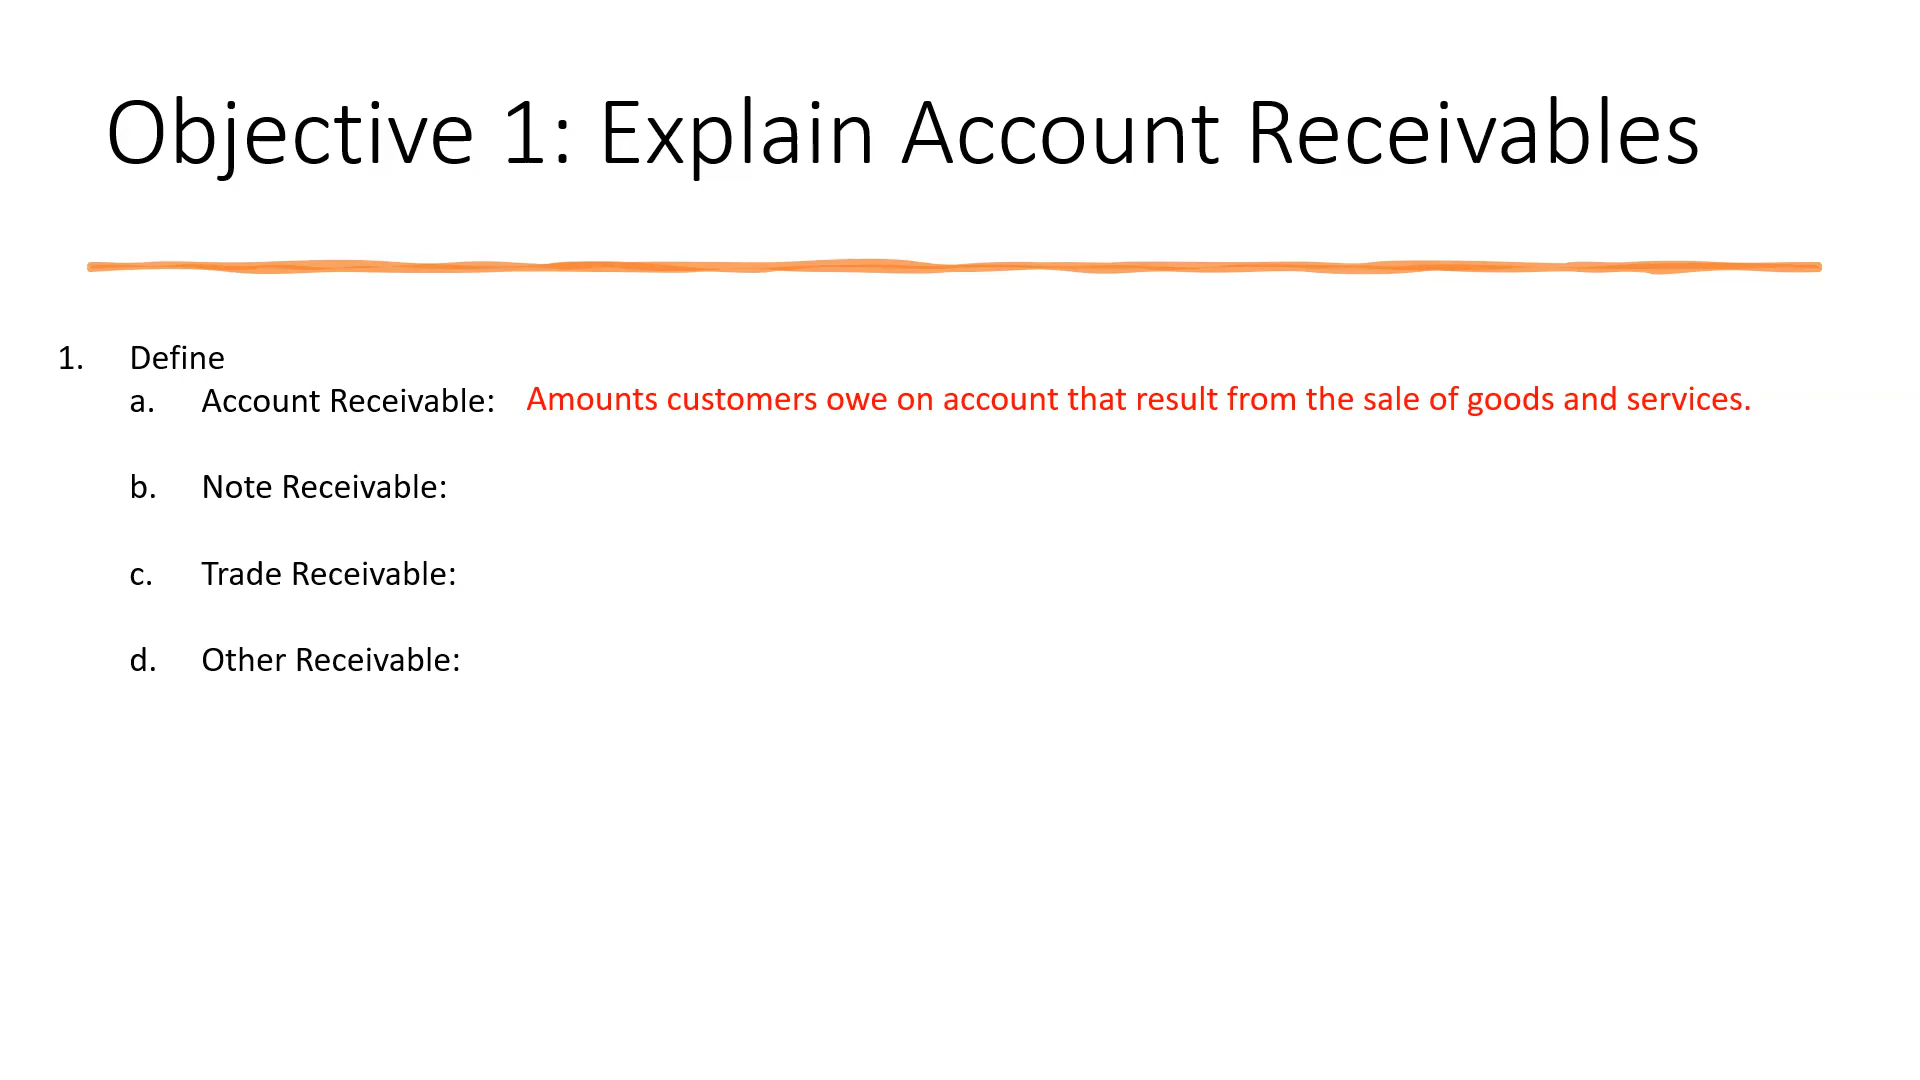 Objective 1: Explain Account Receivables
1. Define
a. Account Receivable: Amounts customers owe on account that result from the sale of goods and services.
b. Note Receivable:
c. Trade Receivable:
d. Other Receivable: